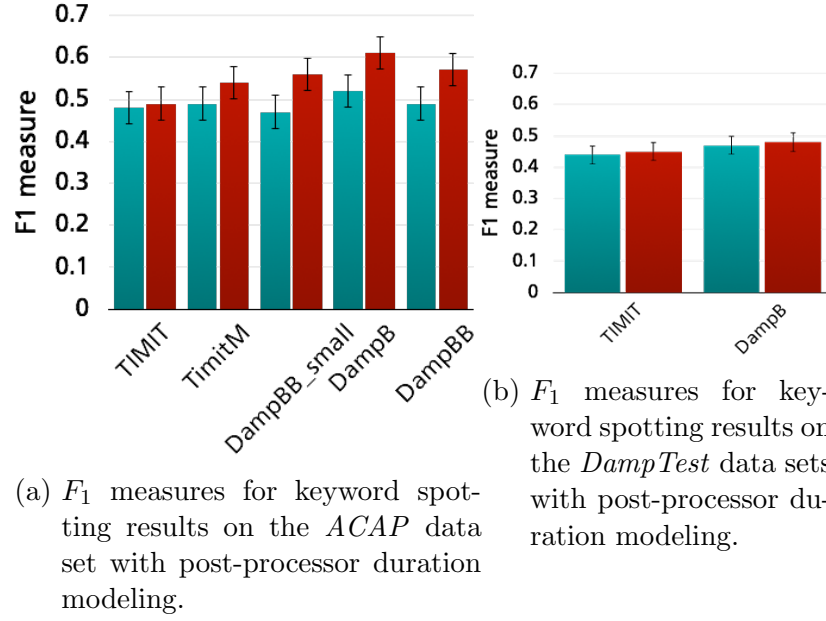 0.7
0.6
0.5
0.4
0.3
0.2
0.1
0
F1 measure
TIMIT
TimitM
DampBB_small
DampB
DampBB
(a) F1 measures for keyword spot-
ting results on the ACAP data
set with post-processor duration
modeling.
0.7
0.6
0.5
0.4
0.3
0.2
0.1
0
F1 measure
TIMIT
DampB
(b) F1 measures for key-
word spotting results on
the DampTest data sets
with post-processor du-
ration modeling.